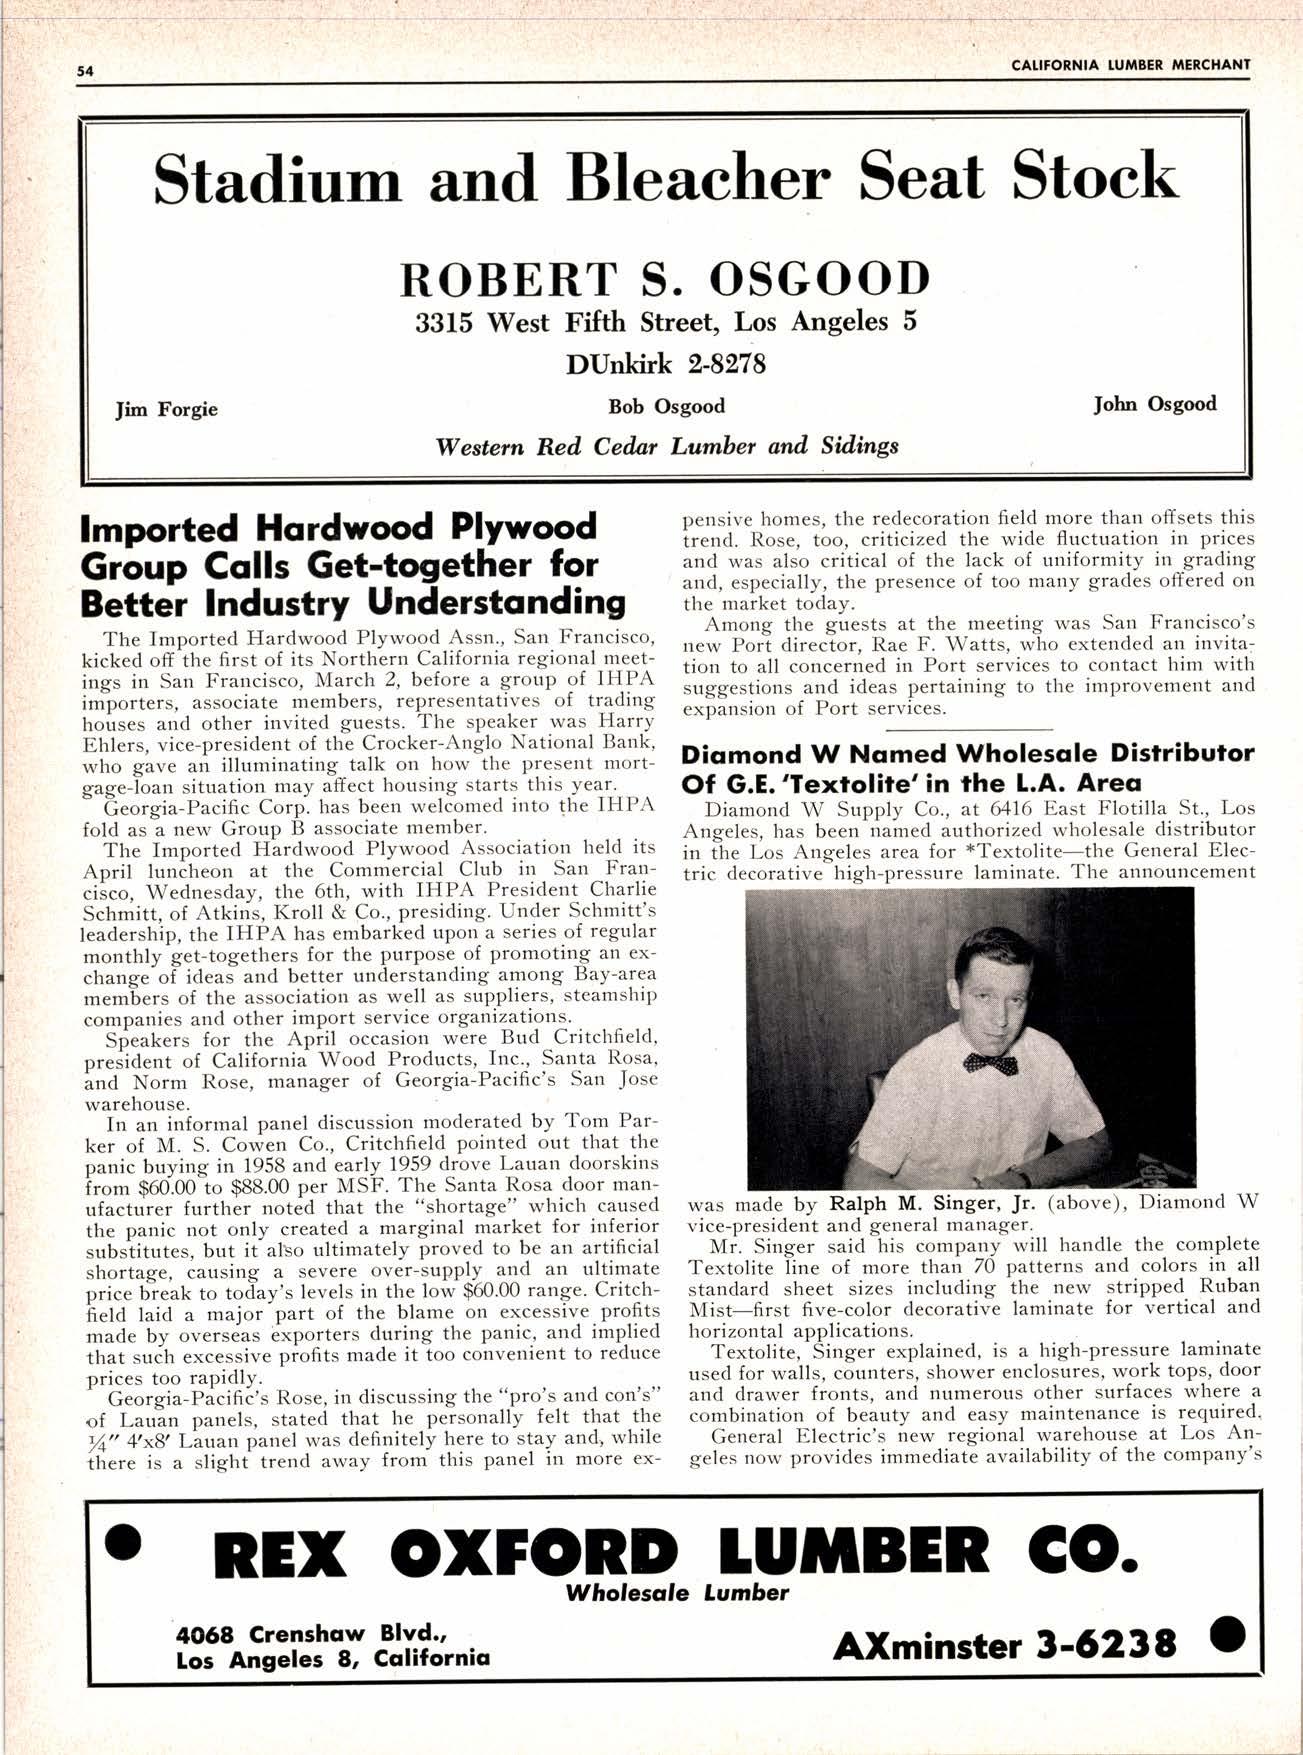 54
CALIFORNIA LUMBER MERCHANT
Stadium and Bleacher Seat Stock
ROBERT S. OSGOOD
3315 West Fifth Street, Los Angeles 5
DUnkirk 2-8278
Jim Forgie
Bob Osgood
John Osgood
Western Red Cedar Lumber and Sidings
Imported Hardwood Plywood
Group Calls Get-together for
Better Industry Understanding
The Imported Hardwood Plywood Assn., San Francisco,
kicked off the first of its Northern California regional meet-
ings in San Francisco, March 2, before a group of IHPA
importers, associate members, representatives of trading
houses and other invited guests. The speaker was Harry
Ehlers, vice-president of the Crocker-Anglo National Bank,
who gave an illuminating talk on how the present mort-
gage-loan situation may affect housing starts this year.
Georgia-Pacific Corp. has been welcomed into the IHPA
fold as a new Group B associate member.
The Imported Hardwood Plywood Association held its
April luncheon at the Commercial Club in San Fran-
cisco, Wednesday, the 6th, with IHPA President Charlie
Schmitt, of Atkins, Kroll & Co., presiding. Under Schmitt's
leadership, the IHPA has embarked upon a series of regular
monthly get-togethers for the purpose of promoting an ex-
change of ideas and better understanding among Bay-area
members of the association as well as suppliers, steamship
companies and other import service organizations.
Speakers for the April occasion were Bud Critchfield,
president of California Wood Products, Inc., Santa Rosa,
and Norm Rose, manager of Georgia-Pacific's San Jose
warehouse.
In an informal panel discussion moderated by Tom Par-
ker of M. S. Cowen Co., Critchfield pointed out that the
panic buying in 1958 and early 1959 drove Lauan doorskins
from $60.00 to $88.00 per MSF. The Santa Rosa door man-
ufacturer further noted that the "shortage" which caused
the panic not only created a marginal market for inferior
substitutes, but it also ultimately proved to be an artificial
shortage, causing a severe over-supply and an ultimate
price break to today's levels in the low $60.00 range. Critch-
field laid a major part of the blame on excessive profits
made by overseas exporters during the panic, and implied
that such excessive profits made it too convenient to reduce
prices too rapidly.
Georgia-Pacific's Rose, in discussing the "pro's and con's"
of Lauan panels, stated that he personally felt that the
¼" 4'x8' Lauan panel was definitely here to stay and, while
there is a slight trend away from this panel in more ex-
pensive homes, the redecoration field more than offsets this
trend. Rose, too, criticized the wide fluctuation in prices
and was also critical of the lack of uniformity in grading
and, especially, the presence of too many grades offered on
the market today.
Among the guests at the meeting was San Francisco's
new Port director, Rae F. Watts, who extended an invita-
tion to all concerned in Port services to contact him with
suggestions and ideas pertaining to the improvement and
expansion of Port services.
Diamond W Named Wholesale Distributor
Of G.E. 'Textolite' in the L.A. Area
Diamond W Supply Co., at 6416 East Flotilla St., Los
Angeles, has been named authorized wholesale distributor
in the Los Angeles area for *Textolite—the General Elec-
tric decorative high-pressure laminate. The announcement
was made by Ralph M. Singer, Jr. (above), Diamond W
vice-president and general manager.
Mr. Singer said his company will handle the complete
Textolite line of more than 70 patterns and colors in all
standard sheet sizes including the new stripped Ruban
Mist—first five-color decorative laminate for vertical and
horizontal applications.
Textolite, Singer explained, is a high-pressure laminate
used for walls, counters, shower enclosures, work tops, door
and drawer fronts, and numerous other surfaces where a
combination of beauty and easy maintenance is required.
General Electric's new regional warehouse at Los An-
geles now provides immediate availability of the company's
REX OXFORD LUMBER CO.
Wholesale Lumber
4068 Crenshaw Blvd.,
Los Angeles 8, California
AXminster 3-6238